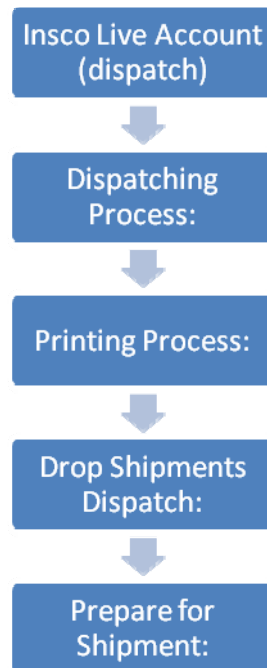 Insco Live Account
(dispatch)
Dispatching
Process:
Printing Process:
Drop Shipments
Dispatch:
Prepare for
Shipment: